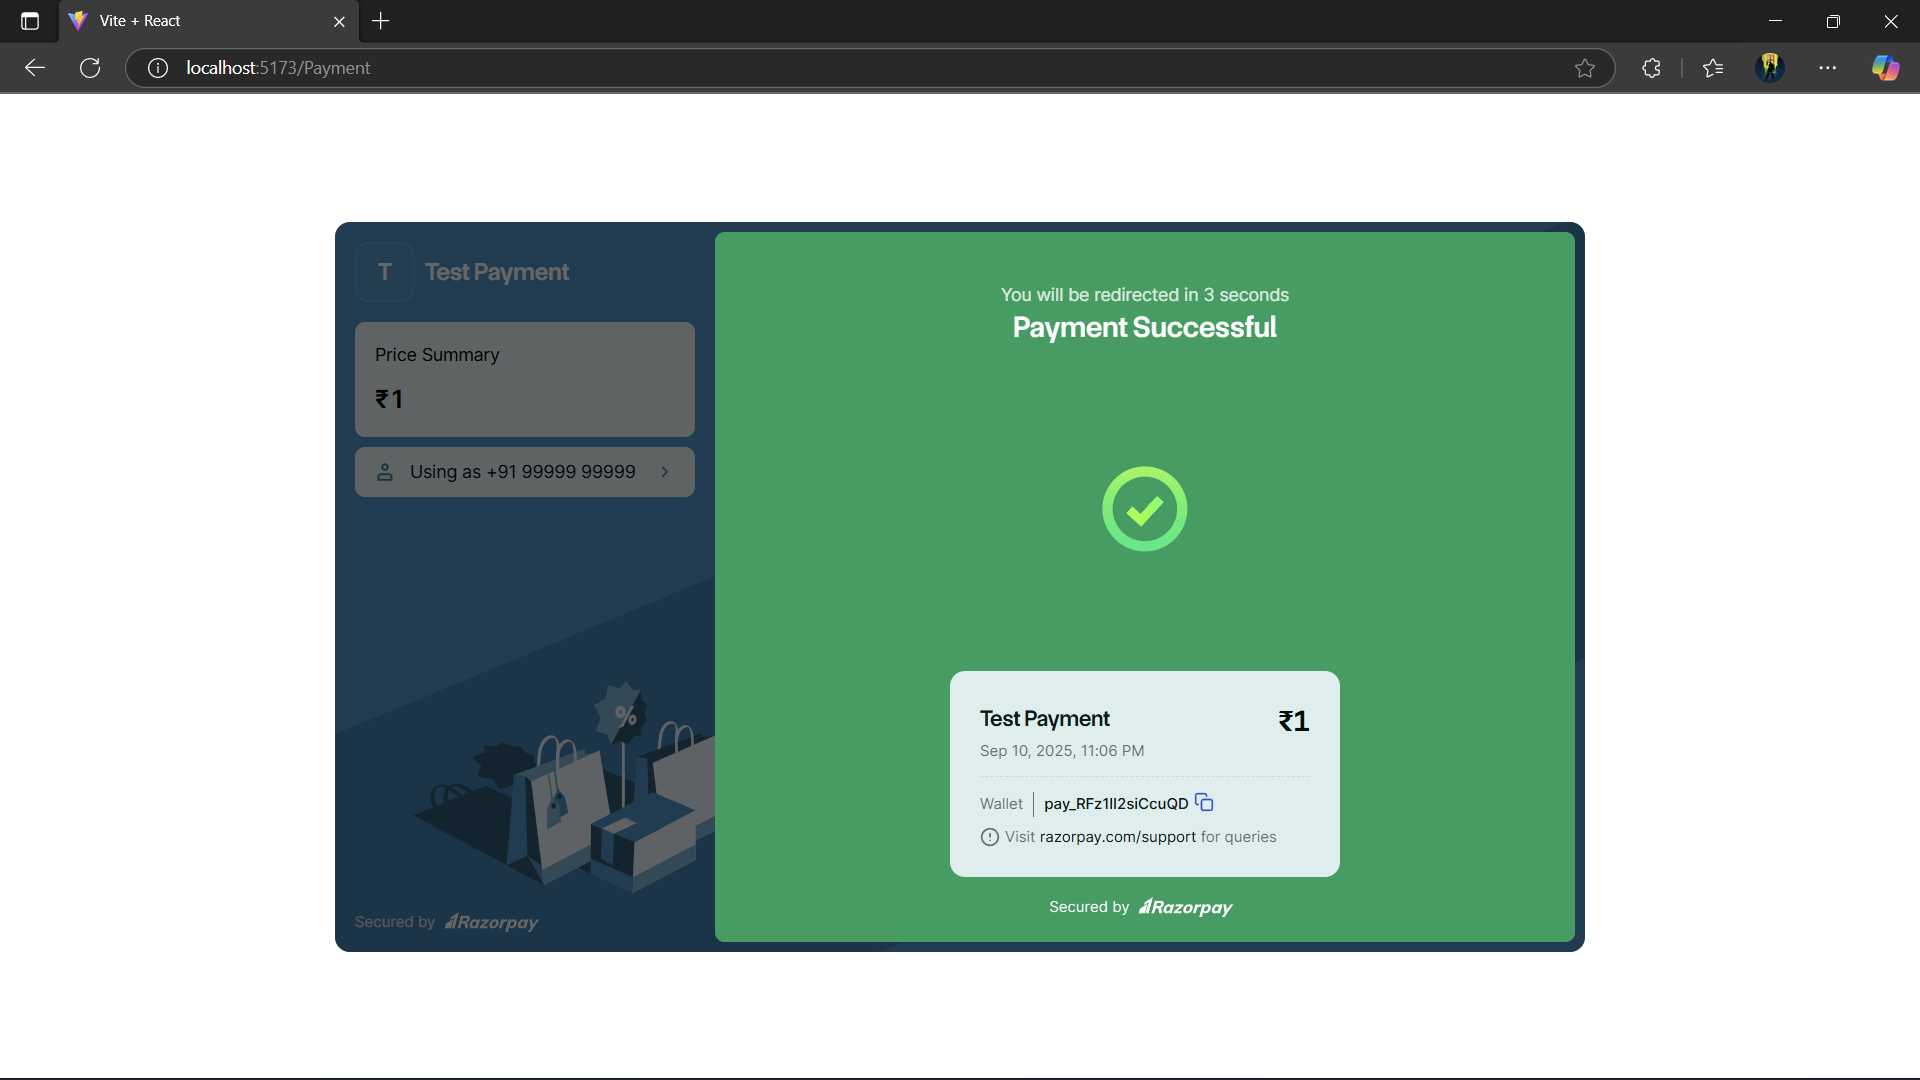 Vite + React
localhost:5173/Payment
T
Test Payment
Price Summary
₹1
Using as +91 99999 99999
%
Secured by Razorpay
You will be redirected in 3 seconds
Payment Successful
Test Payment
₹1
Sep 10, 2025, 11:06 PM
Wallet
pay_RFz1Il2siCcuQD
Visit razorpay.com/support for queries
Secured by Razorpay